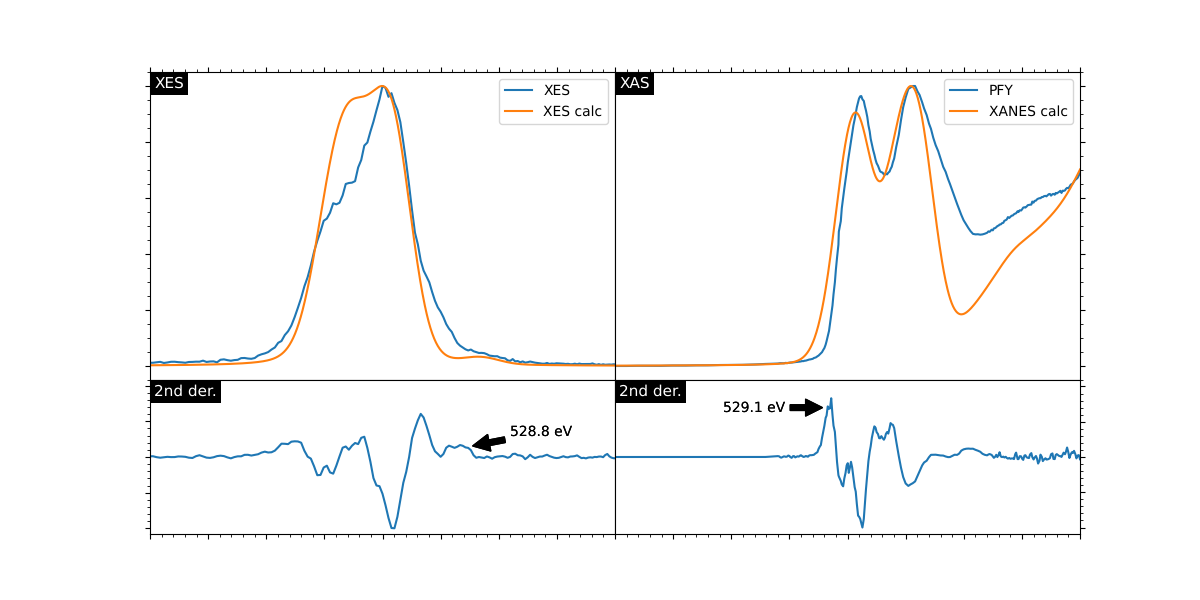 XES
XES
XES calc
XAS
PFY
XANES calc
2nd der.
528.8 eV
2nd der.
529.1 eV